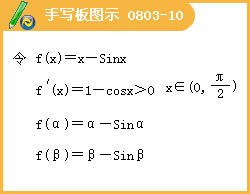 手写板图示 0803-10
令 f(x)=x-Sinx
f′(x)=1-cosx>0 x∈(0,π/2)
f(α)=α-Sinα
f(β)=β-Sinβ